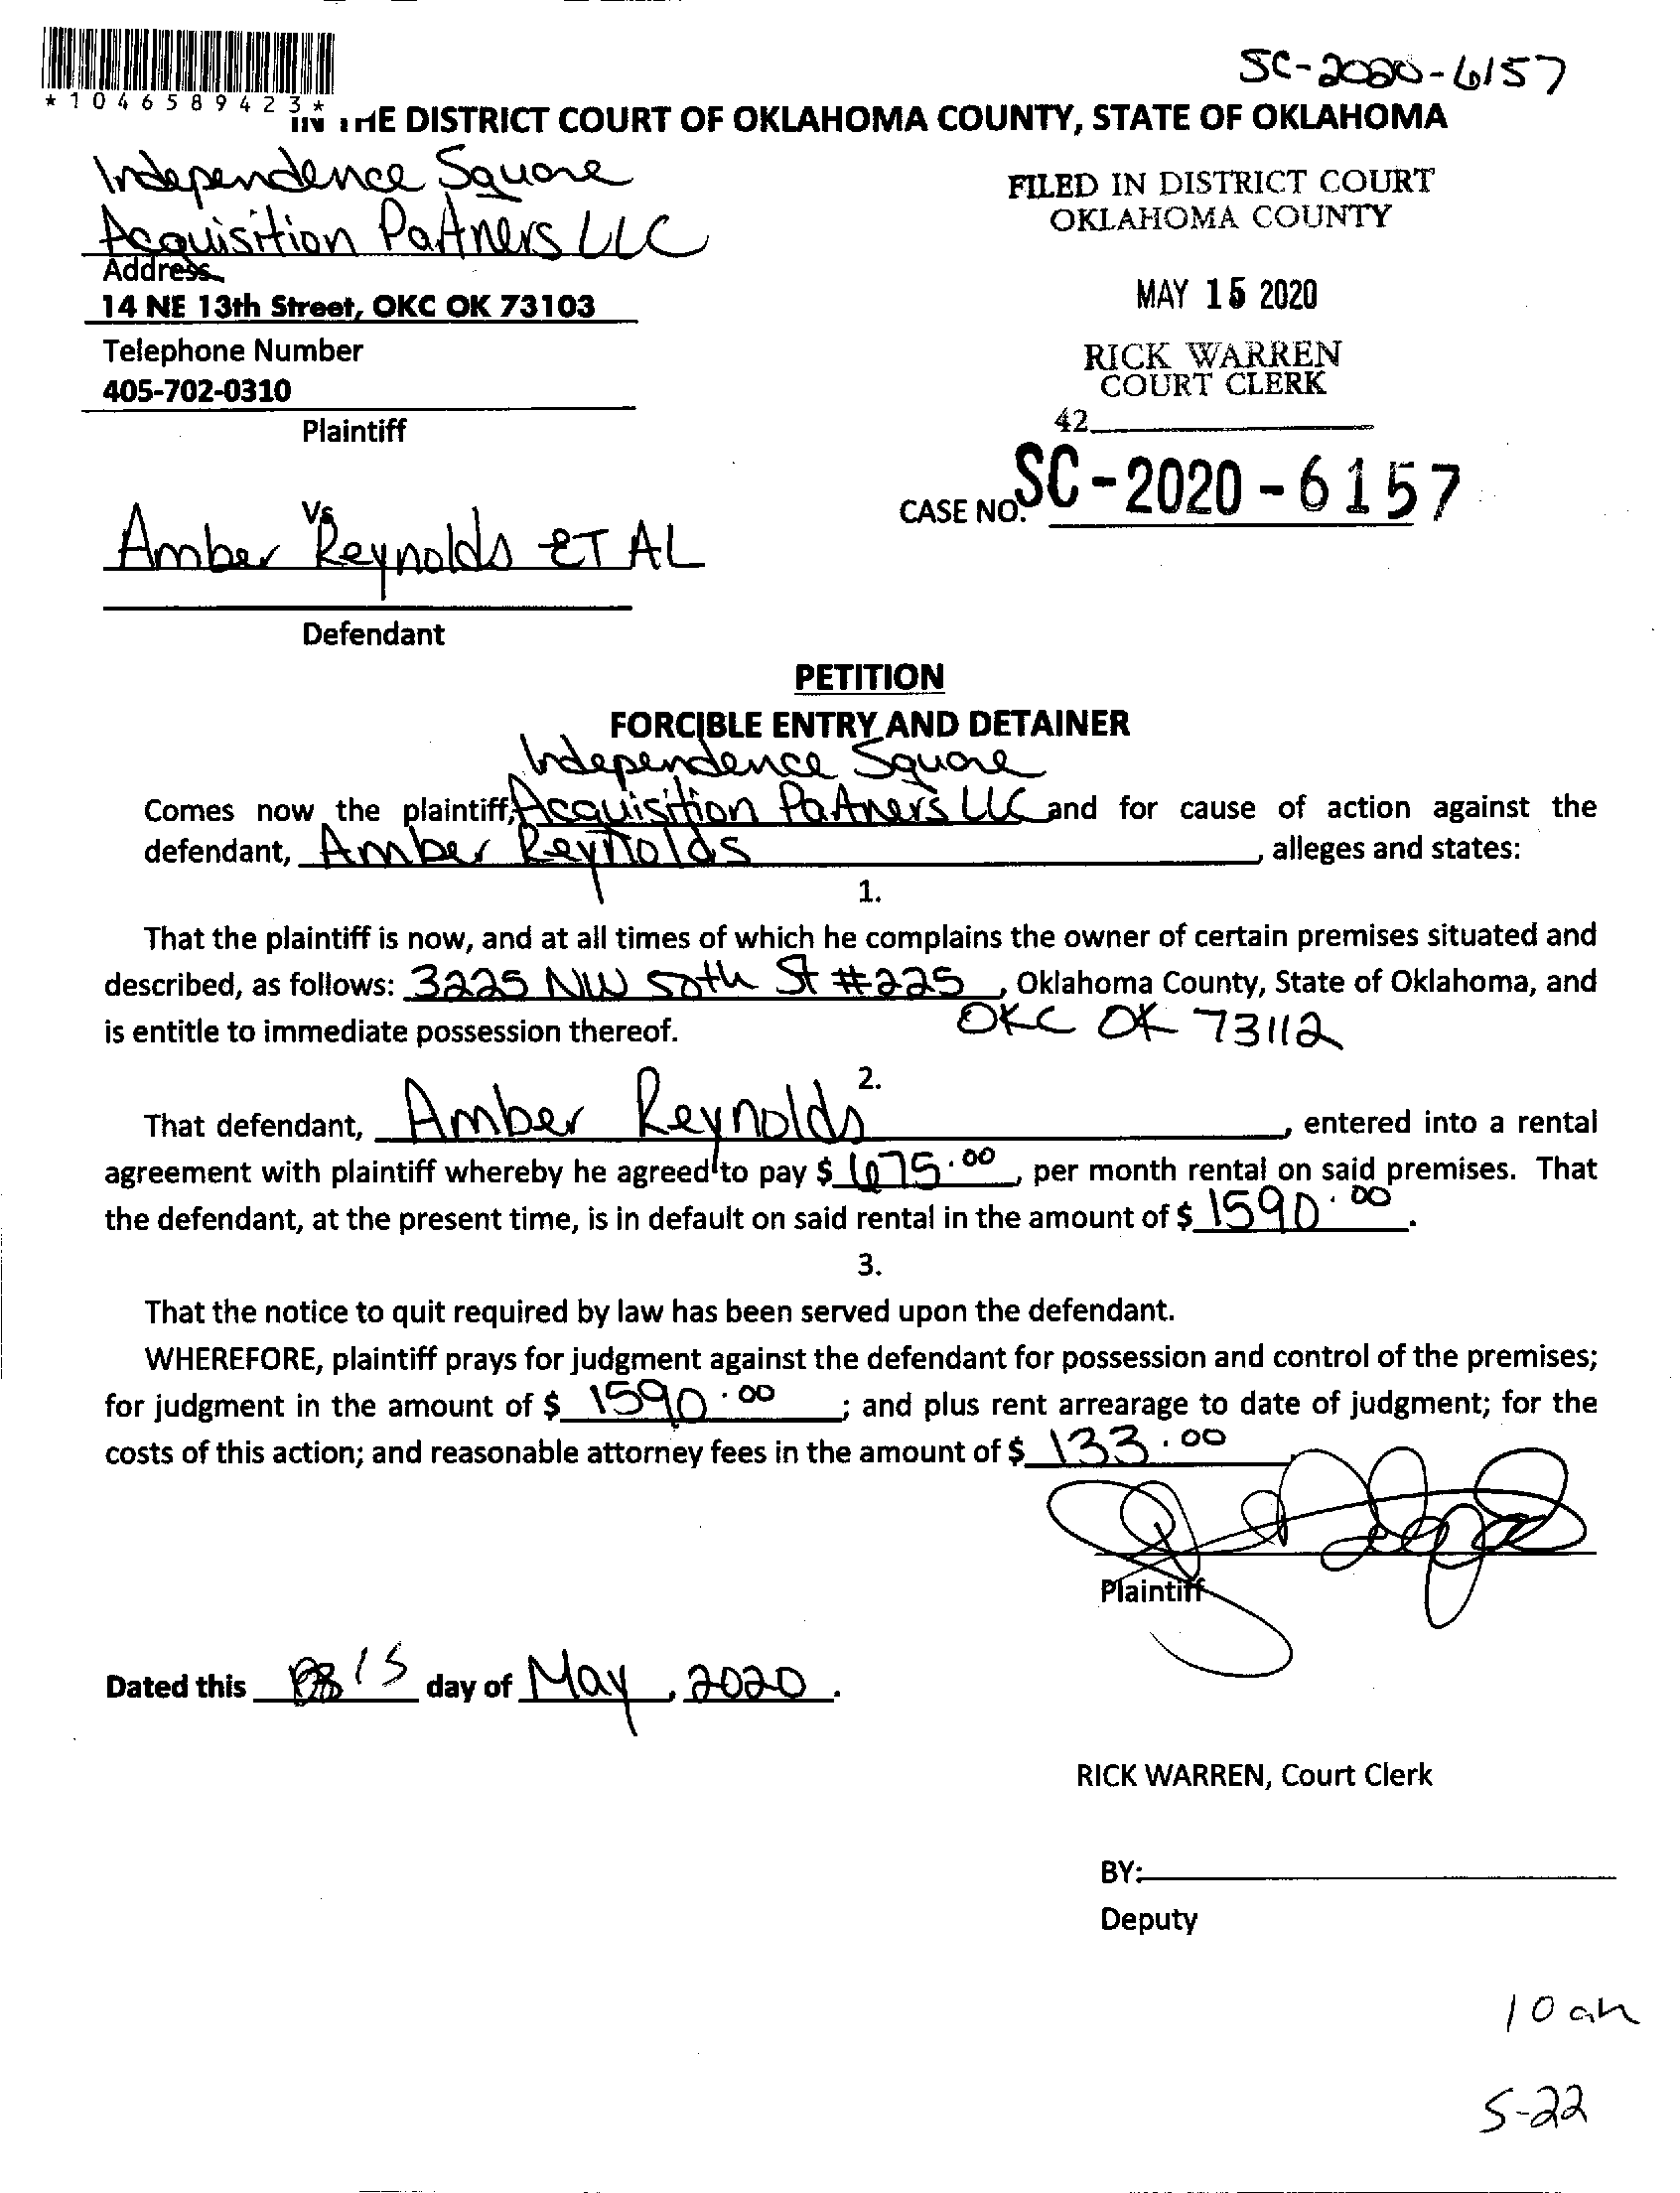 SC-2020-6157
*1046589423*
IN THE DISTRICT COURT OF OKLAHOMA COUNTY, STATE OF OKLAHOMA
Independence Square
Acquisition Partners LLC
Address
14 NE 13th Street, OKC OK 73103
Telephone Number
405-702-0310
Plaintiff
FILED IN DISTRICT COURT
OKLAHOMA COUNTY
MAY 15 2020
RICK WARREN
COURT CLERK
42
CASE NO. SC-2020-6157
Vs
Amber Reynolds ET AL
Defendant
PETITION
FORCIBLE ENTRY AND DETAINER
Independence Square
Comes now the plaintiff, Acquisition Partners LLC and for cause of action against the
defendant, Amber Reynolds, alleges and states:
1.
That the plaintiff is now, and at all times of which he complains the owner of certain premises situated and
described, as follows: 3225 NW 50th St #225, Oklahoma County, State of Oklahoma, and
OKC OK 73112
is entitle to immediate possession thereof.
2.
That defendant, Amber Reynolds, entered into a rental
agreement with plaintiff whereby he agreed to pay $ 675.00, per month rental on said premises. That
the defendant, at the present time, is in default on said rental in the amount of $ 1590.00.
3.
That the notice to quit required by law has been served upon the defendant.
WHEREFORE, plaintiff prays for judgment against the defendant for possession and control of the premises;
for judgment in the amount of $ 1590.00; and plus rent arrearage to date of judgment; for the
costs of this action; and reasonable attorney fees in the amount of $ 133.00
Plaintiff
Dated this 15 day of May, 2020.
RICK WARREN, Court Clerk
BY:
Deputy
10 am
5-22